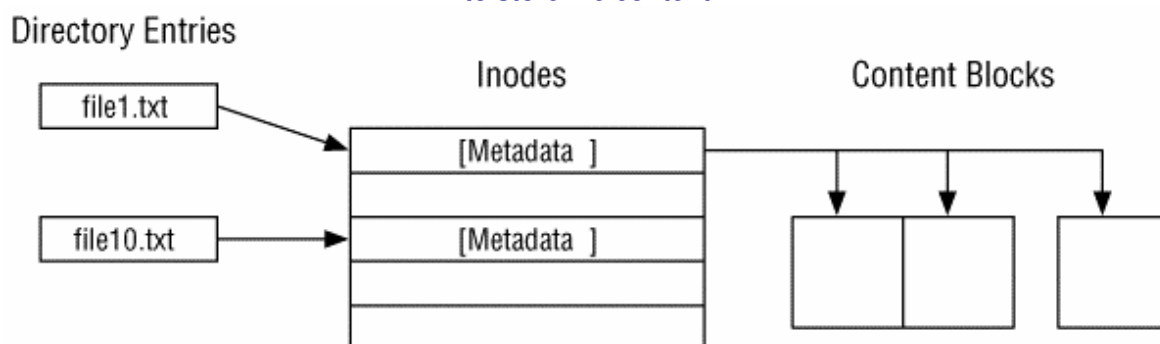 Directory Entries
Inodes
Content Blocks
file1.txt
[Metadata ]
file10.txt
[Metadata ]